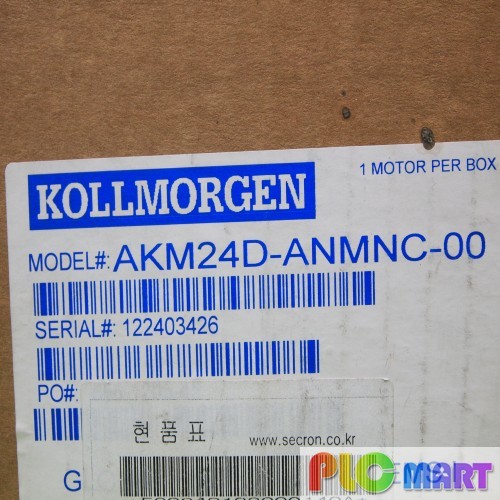 KOLLMORGEN
1 MOTOR PER BOX
MODEL#: AKM24D-ANMNC-00
SERIAL#: 122403426
PO#:
현품표
www.secron.co.kr
PLC MART